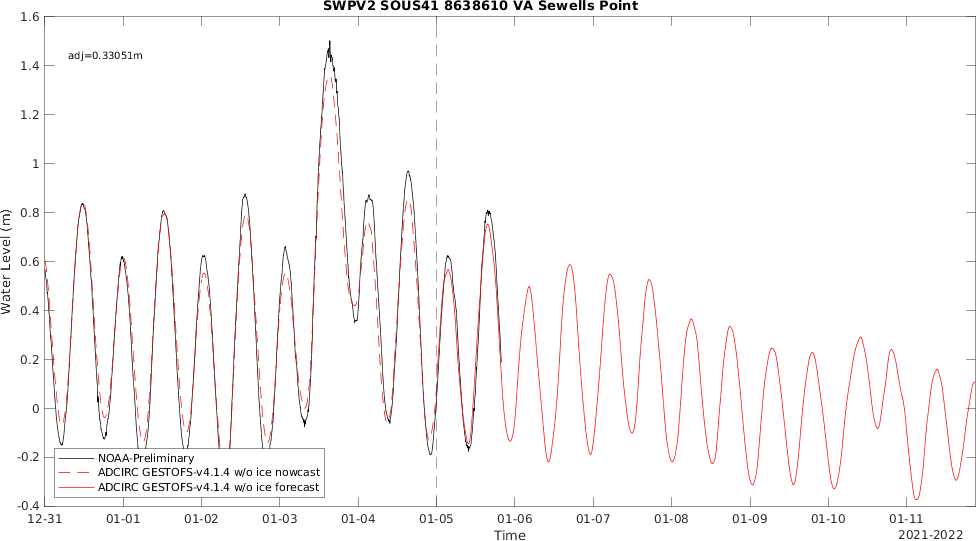 SWPV2 SOUS41 8638610 VA Sewells Point
1.6
1.4
1.2
1
0.8
0.6
0.4
0.2
0
-0.2
-0.4
Water Level (m)
adj=0.33051m
NOAA-Preliminary
ADCIRC GESTOFS-v4.1.4 w/o ice nowcast
ADCIRC GESTOFS-v4.1.4 w/o ice forecast
12-31 01-01 01-02 01-03 01-04 01-05 01-06 01-07 01-08 01-09 01-10 01-11
Time
2021-2022